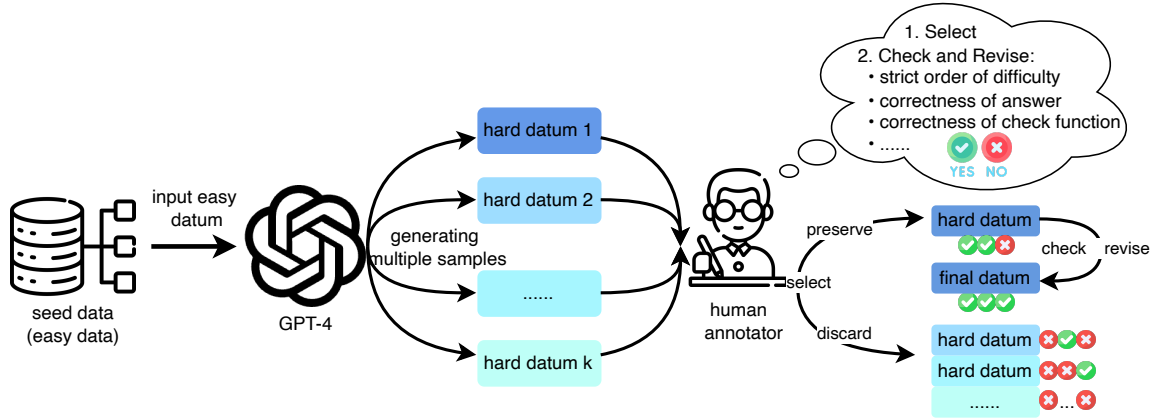 seed data
(easy data)
input easy
datum
GPT-4
generating
multiple samples
hard datum 1
hard datum 2
......
hard datum k
human
annotator
1. Select
2. Check and Revise:
• strict order of difficulty
• correctness of answer
• correctness of check function
• ......
YES NO
select
preserve
discard
hard datum
check
revise
final datum
hard datum
hard datum
......
...